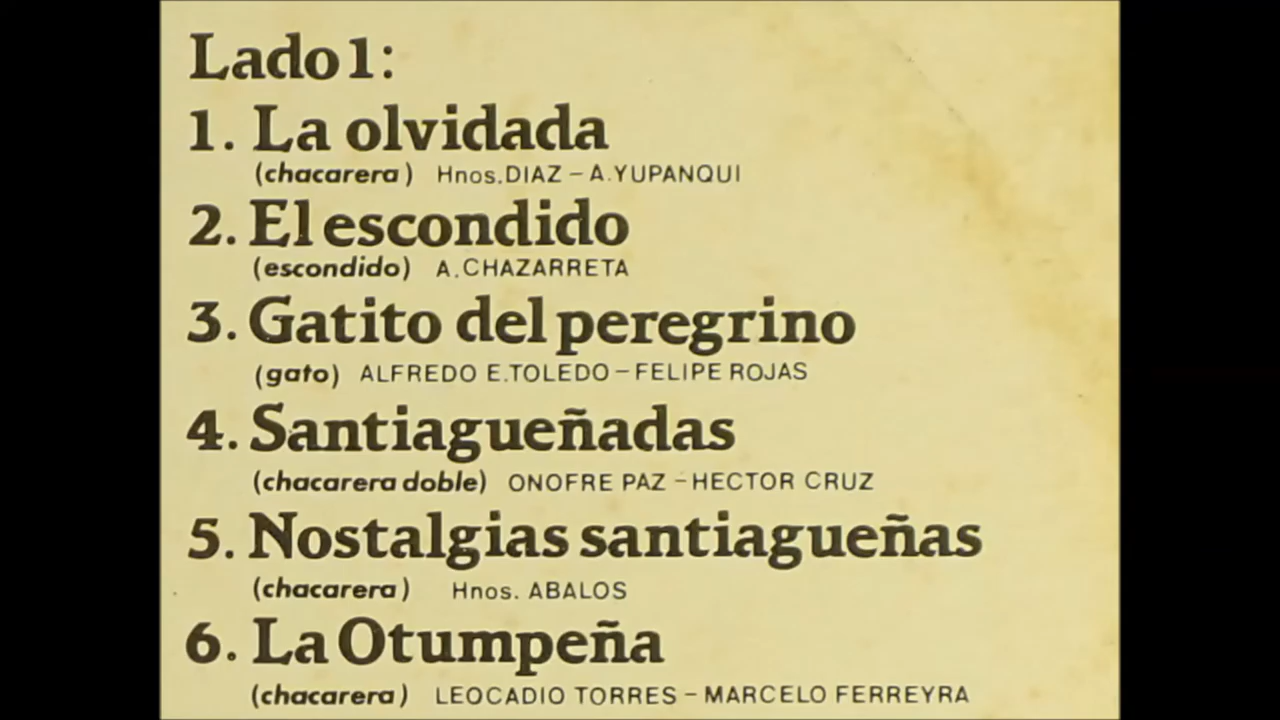 Lado 1:
1. La olvidada
(chacarera) Hnos. DIAZ - A. YUPANQUI
2. El escondido
(escondido) A. CHAZARRETA
3. Gatito del peregrino
(gato) ALFREDO E. TOLEDO - FELIPE ROJAS
4. Santiagueñadas
(chacarera doble) ONOFRE PAZ - HECTOR CRUZ
5. Nostalgias santiagueñas
(chacarera) Hnos. ABALOS
6. La Otumpeña
(chacarera) LEOCADIO TORRES - MARCELO FERREYRA